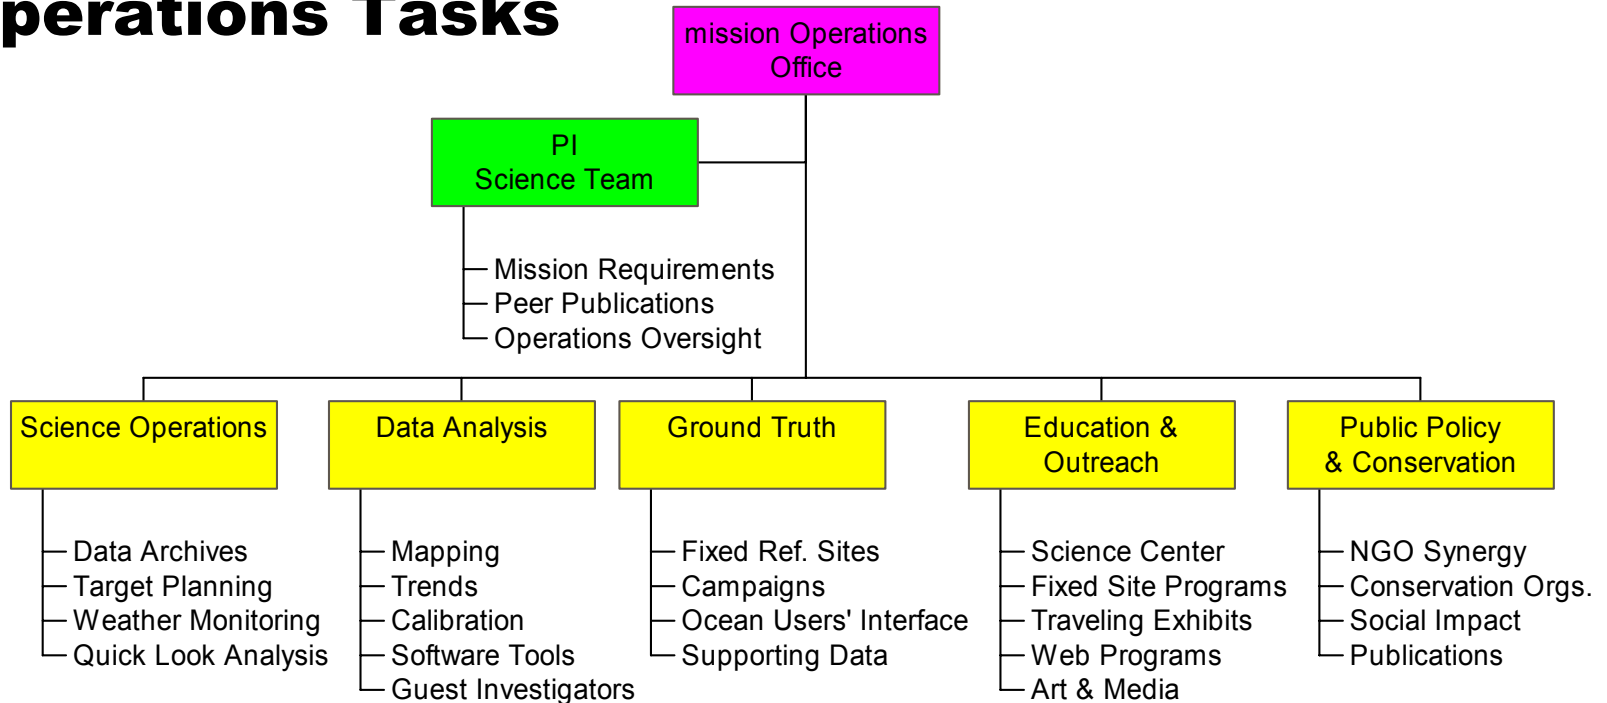 perations Tasks
mission Operations
Office
PI
Science Team
Mission Requirements
Peer Publications
Operations Oversight
Science Operations
Data Archives
Target Planning
Weather Monitoring
Quick Look Analysis
Data Analysis
Mapping
Trends
Calibration
Software Tools
Guest Investigators
Ground Truth
Fixed Ref. Sites
Campaigns
Ocean Users' Interface
Supporting Data
Education &
Outreach
Science Center
Fixed Site Programs
Traveling Exhibits
Web Programs
Art & Media
Public Policy
& Conservation
NGO Synergy
Conservation Orgs.
Social Impact
Publications